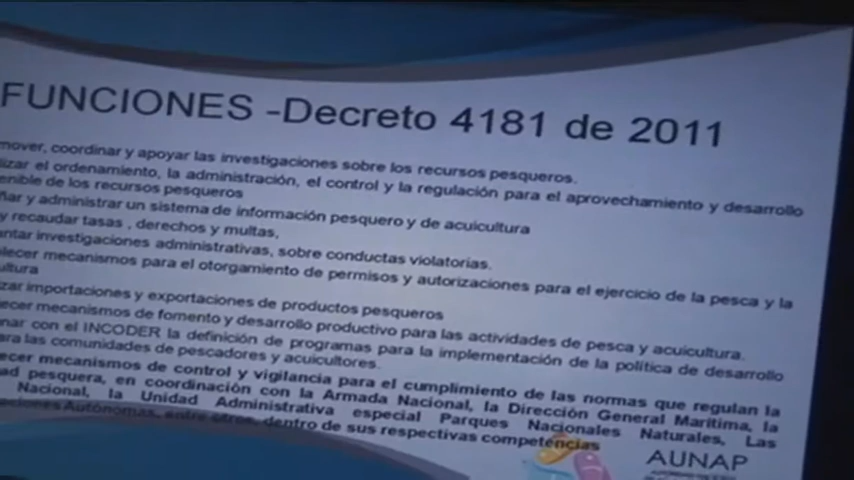 FUNCIONES -Decreto 4181 de 2011
mover, coordinar y apoyar las investigaciones sobre los recursos pesqueros.
izar el ordenamiento, la administración, el control y la regulación para el aprovechamiento y desarrollo
enible de los recursos pesqueros
ñar y administrar un sistema de información pesquero y de acuicultura
y recaudar tasas , derechos y multas,
antar investigaciones administrativas, sobre conductas violatorias.
blecer mecanismos para el otorgamiento de permisos y autorizaciones para el ejercicio de la pesca y la
ultura
zar importaciones y exportaciones de productos pesqueros
lecer mecanismos de fomento y desarrollo productivo para las actividades de pesca y acuicultura.
nar con el INCODER la definición de programas para la implementación de la política de desarrollo
ara las comunidades de pescadores y acuicultores.
ecer mecanismos de control y vigilancia para el cumplimiento de las normas que regulan la
ad pesquera, en coordinación con la Armada Nacional, la Dirección General Marítima, la
Nacional, la Unidad Administrativa especial Parques Nacionales Naturales, Las
aciones Autónomas, entre otros, dentro de sus respectivas competencias
AUNAP